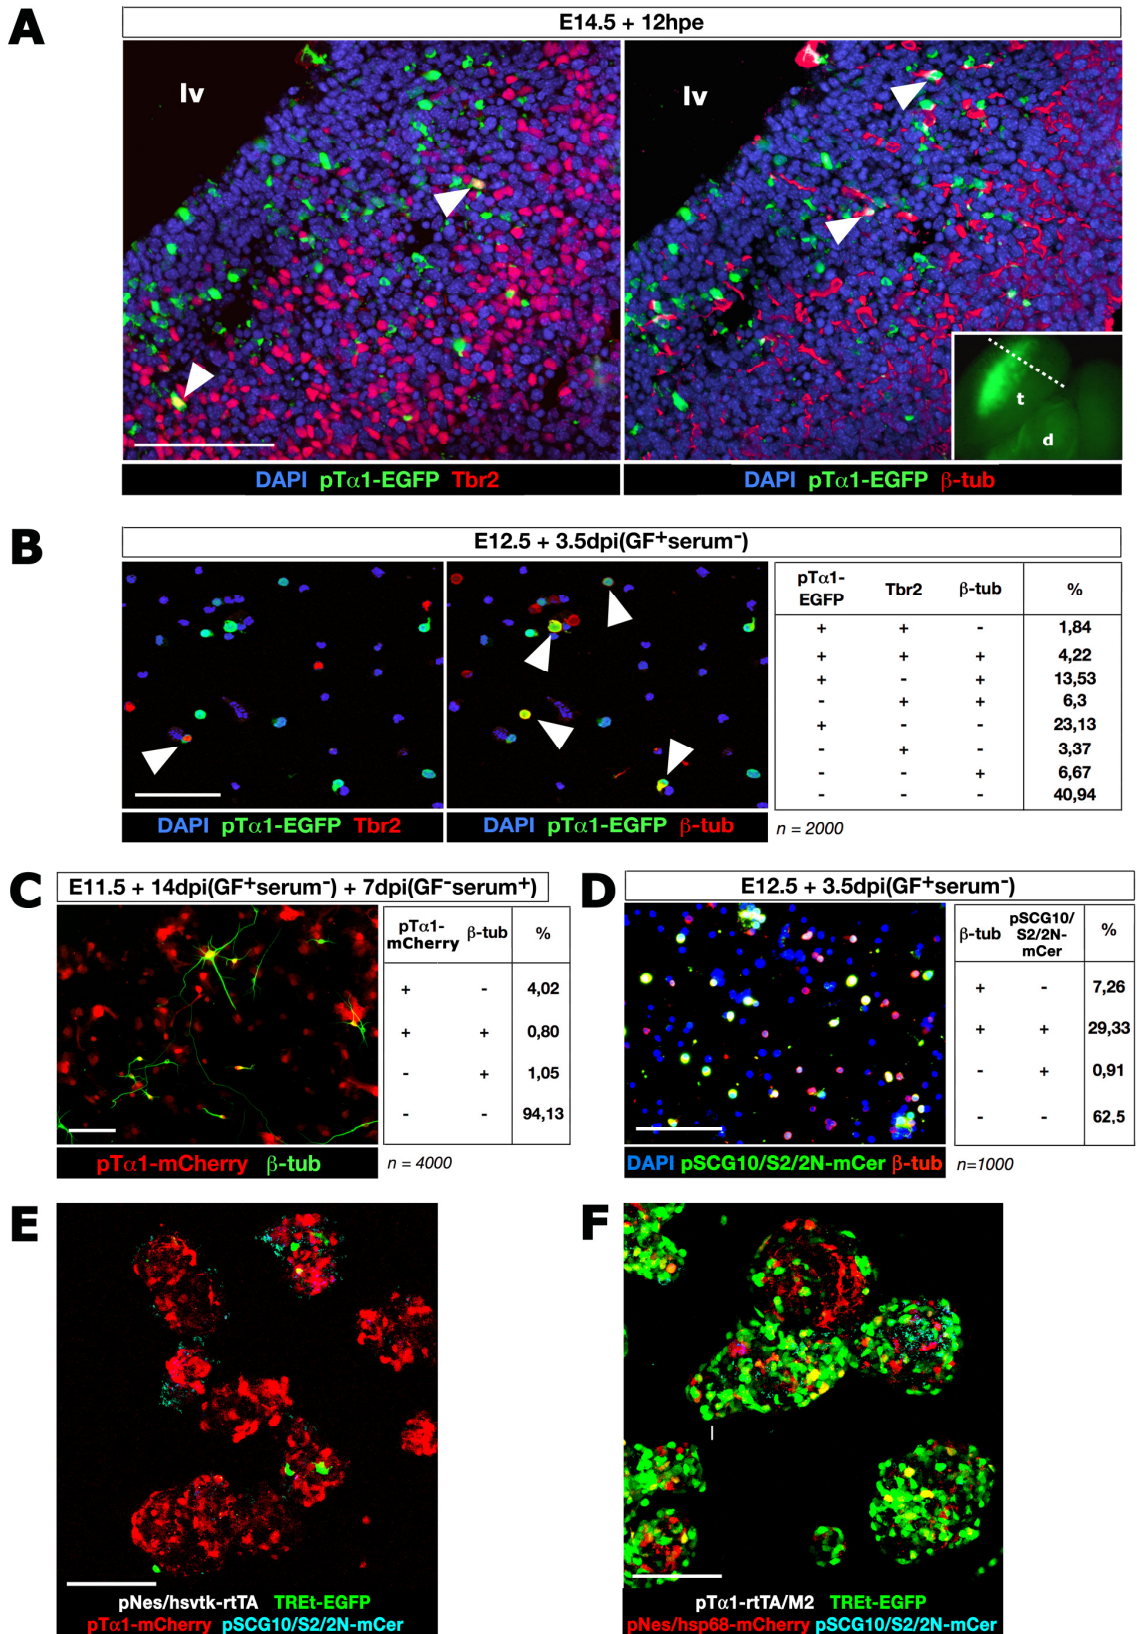 A
E14.5 + 12hpe
lv
lv
t
d
DAPI pTα1-EGFP Tbr2
DAPI pTα1-EGFP β-tub
B
E12.5 + 3.5dpi(GF⁺serum⁻)
DAPI pTα1-EGFP Tbr2
DAPI pTα1-EGFP β-tub
pTα1-EGFP Tbr2 β-tub %
+ + - 1,84
+ + + 4,22
+ - + 13,53
- + + 6,3
+ - - 23,13
- + - 3,37
- - + 6,67
- - - 40,94
n = 2000
C
E11.5 + 14dpi(GF⁺serum⁻) + 7dpi(GF⁻serum⁺)
pTα1-mCherry β-tub
pTα1-mCherry β-tub %
+ - 4,02
+ + 0,80
- + 1,05
- - 94,13
n = 4000
D
E12.5 + 3.5dpi(GF⁺serum⁻)
DAPI pSCG10/S2/2N-mCer β-tub
β-tub pSCG10/S2/2N-mCer %
+ - 7,26
+ + 29,33
- + 0,91
- - 62,5
n=1000
E
pNes/hsvtk-rtTA TREt-EGFP
pTα1-mCherry pSCG10/S2/2N-mCer
F
pTα1-rtTA/M2 TREt-EGFP
pNes/hsp68-mCherry pSCG10/S2/2N-mCer